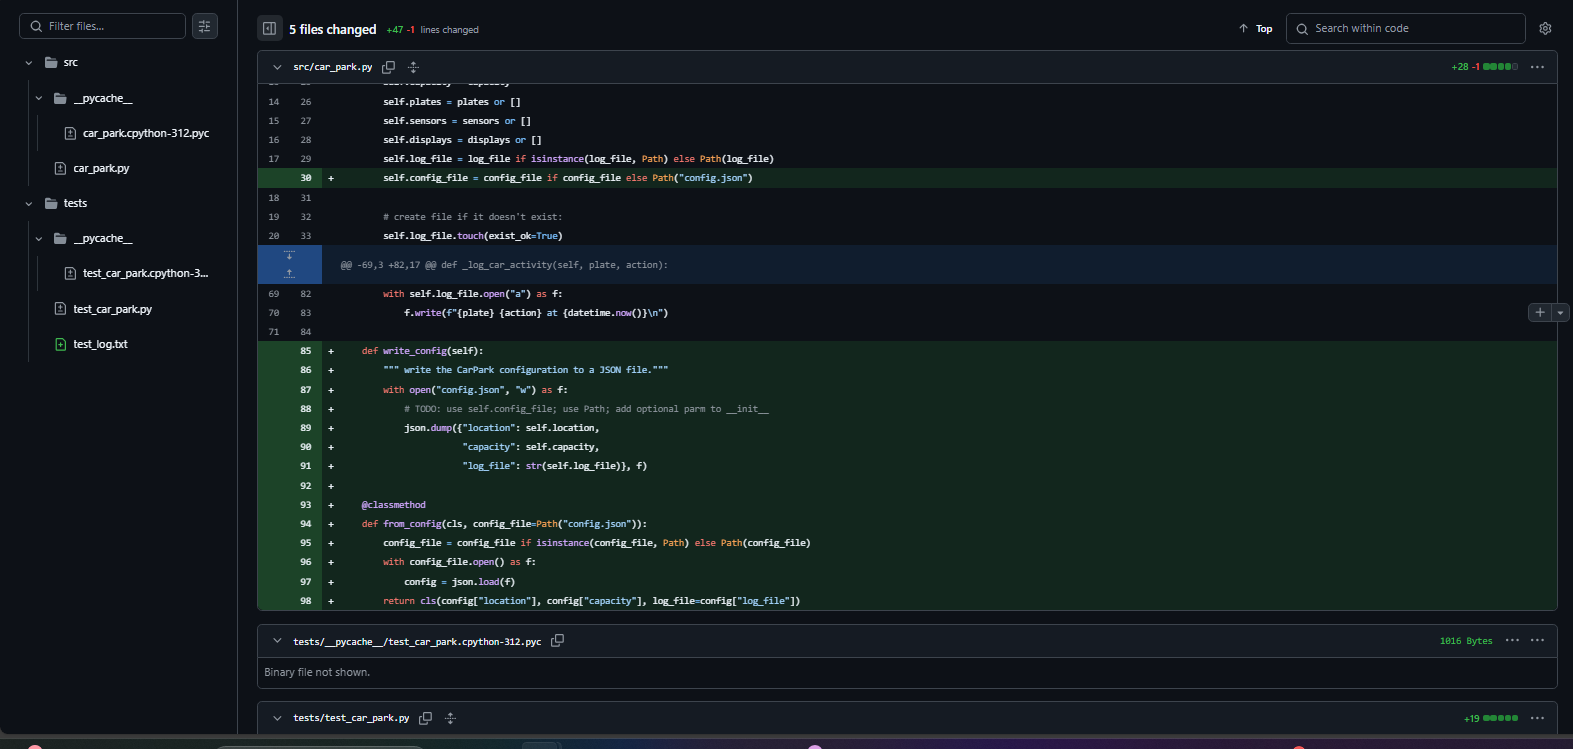 Filter files...
src
__pycache__
car_park.cpython-312.pyc
car_park.py
tests
__pycache__
test_car_park.cpython-3...
test_car_park.py
test_log.txt
5 files changed +47 -1 lines changed
Top
Search within code
src/car_park.py
+28 -1
14 26 self.plates = plates or []
15 27 self.sensors = sensors or []
16 28 self.displays = displays or []
17 29 self.log_file = log_file if isinstance(log_file, Path) else Path(log_file)
30 + self.config_file = config_file if config_file else Path("config.json")
18 31
19 32 # create file if it doesn't exist:
20 33 self.log_file.touch(exist_ok=True)
@@ -69,3 +82,17 @@ def _log_car_activity(self, plate, action):
69 82 with self.log_file.open("a") as f:
70 83 f.write(f"{plate} {action} at {datetime.now()}\n")
71 84
85 + def write_config(self):
86 + """ write the CarPark configuration to a JSON file."""
87 + with open("config.json", "w") as f:
88 + # TODO: use self.config_file; use Path; add optional parm to __init__
89 + json.dump({"location": self.location,
90 + "capacity": self.capacity,
91 + "log_file": str(self.log_file)}, f)
92 +
93 + @classmethod
94 + def from_config(cls, config_file=Path("config.json")):
95 + config_file = config_file if isinstance(config_file, Path) else Path(config_file)
96 + with config_file.open() as f:
97 + config = json.load(f)
98 + return cls(config["location"], config["capacity"], log_file=config["log_file"])
tests/__pycache__/test_car_park.cpython-312.pyc
1016 Bytes
Binary file not shown.
tests/test_car_park.py
+19